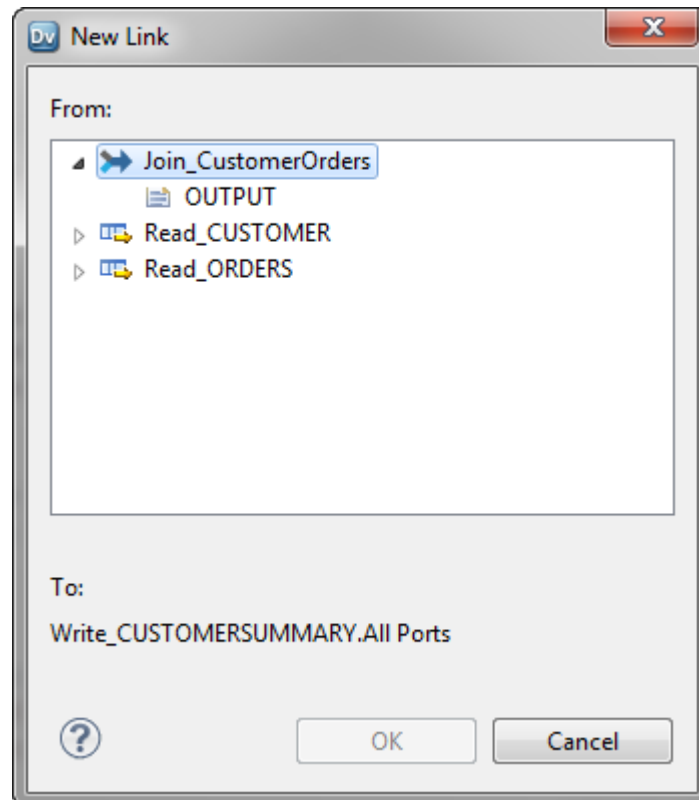 Dv New Link
From:
Join_CustomerOrders
OUTPUT
Read_CUSTOMER
Read_ORDERS
To:
Write_CUSTOMERSUMMARY.All Ports
? OK Cancel